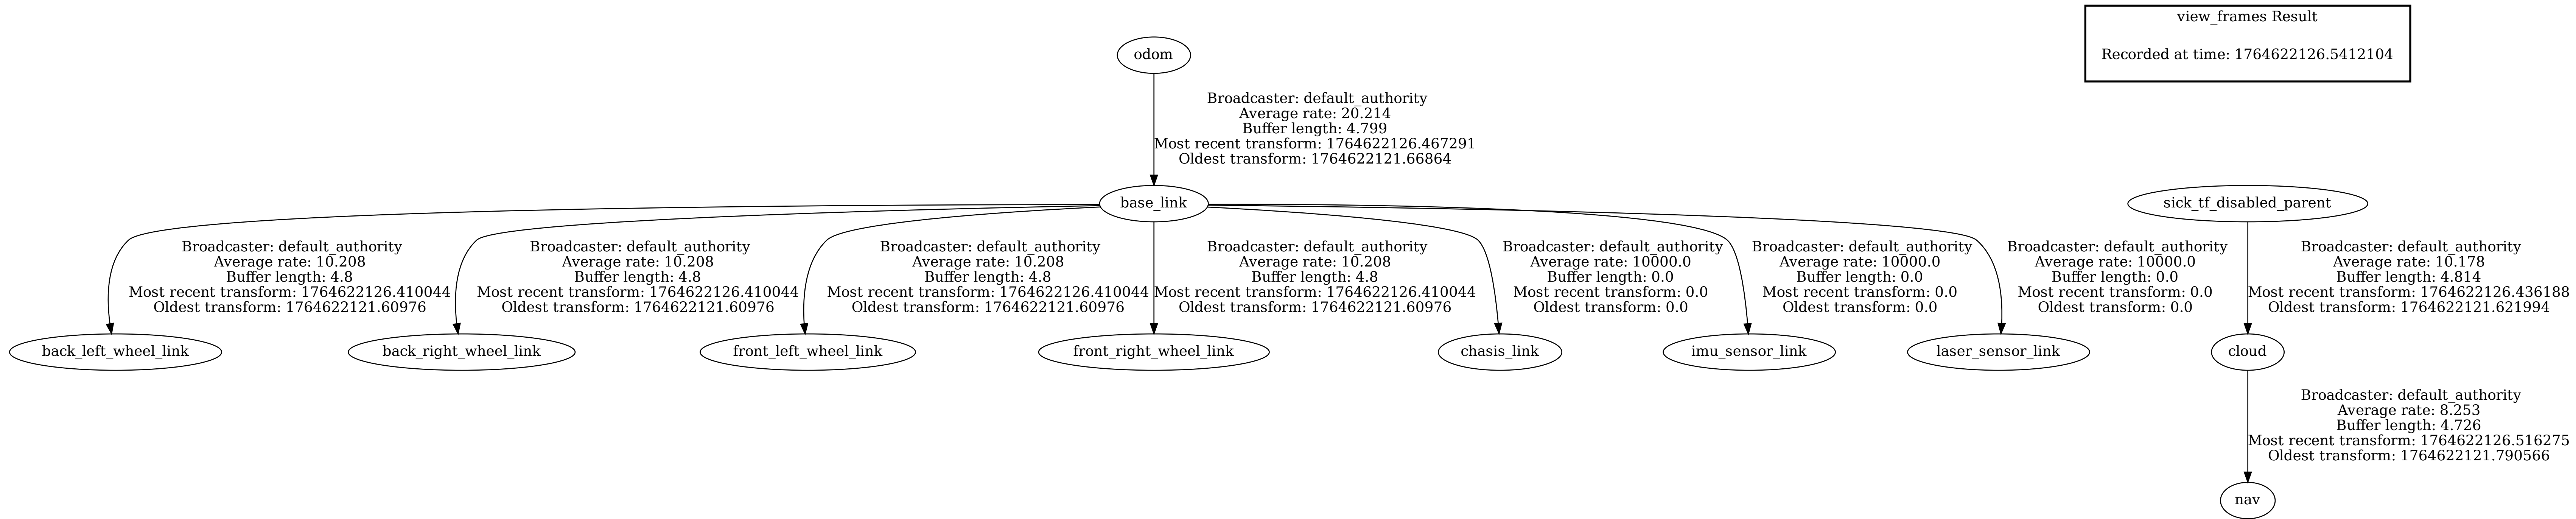 view_frames Result
Recorded at time: 1764622126.5412104
odom
Broadcaster: default_authority
Average rate: 20.214
Buffer length: 4.799
Most recent transform: 1764622126.467291
Oldest transform: 1764622121.66864
base_link
sick_tf_disabled_parent
Broadcaster: default_authority
Average rate: 10.208
Buffer length: 4.8
Most recent transform: 1764622126.410044
Oldest transform: 1764622121.60976
Broadcaster: default_authority
Average rate: 10.208
Buffer length: 4.8
Most recent transform: 1764622126.410044
Oldest transform: 1764622121.60976
Broadcaster: default_authority
Average rate: 10.208
Buffer length: 4.8
Most recent transform: 1764622126.410044
Oldest transform: 1764622121.60976
Broadcaster: default_authority
Average rate: 10.208
Buffer length: 4.8
Most recent transform: 1764622126.410044
Oldest transform: 1764622121.60976
Broadcaster: default_authority
Average rate: 10000.0
Buffer length: 0.0
Most recent transform: 0.0
Oldest transform: 0.0
Broadcaster: default_authority
Average rate: 10000.0
Buffer length: 0.0
Most recent transform: 0.0
Oldest transform: 0.0
Broadcaster: default_authority
Average rate: 10000.0
Buffer length: 0.0
Most recent transform: 0.0
Oldest transform: 0.0
Broadcaster: default_authority
Average rate: 10.178
Buffer length: 4.814
Most recent transform: 1764622126.436188
Oldest transform: 1764622121.621994
back_left_wheel_link
back_right_wheel_link
front_left_wheel_link
front_right_wheel_link
chasis_link
imu_sensor_link
laser_sensor_link
cloud
Broadcaster: default_authority
Average rate: 8.253
Buffer length: 4.726
Most recent transform: 1764622126.516275
Oldest transform: 1764622121.790566
nav